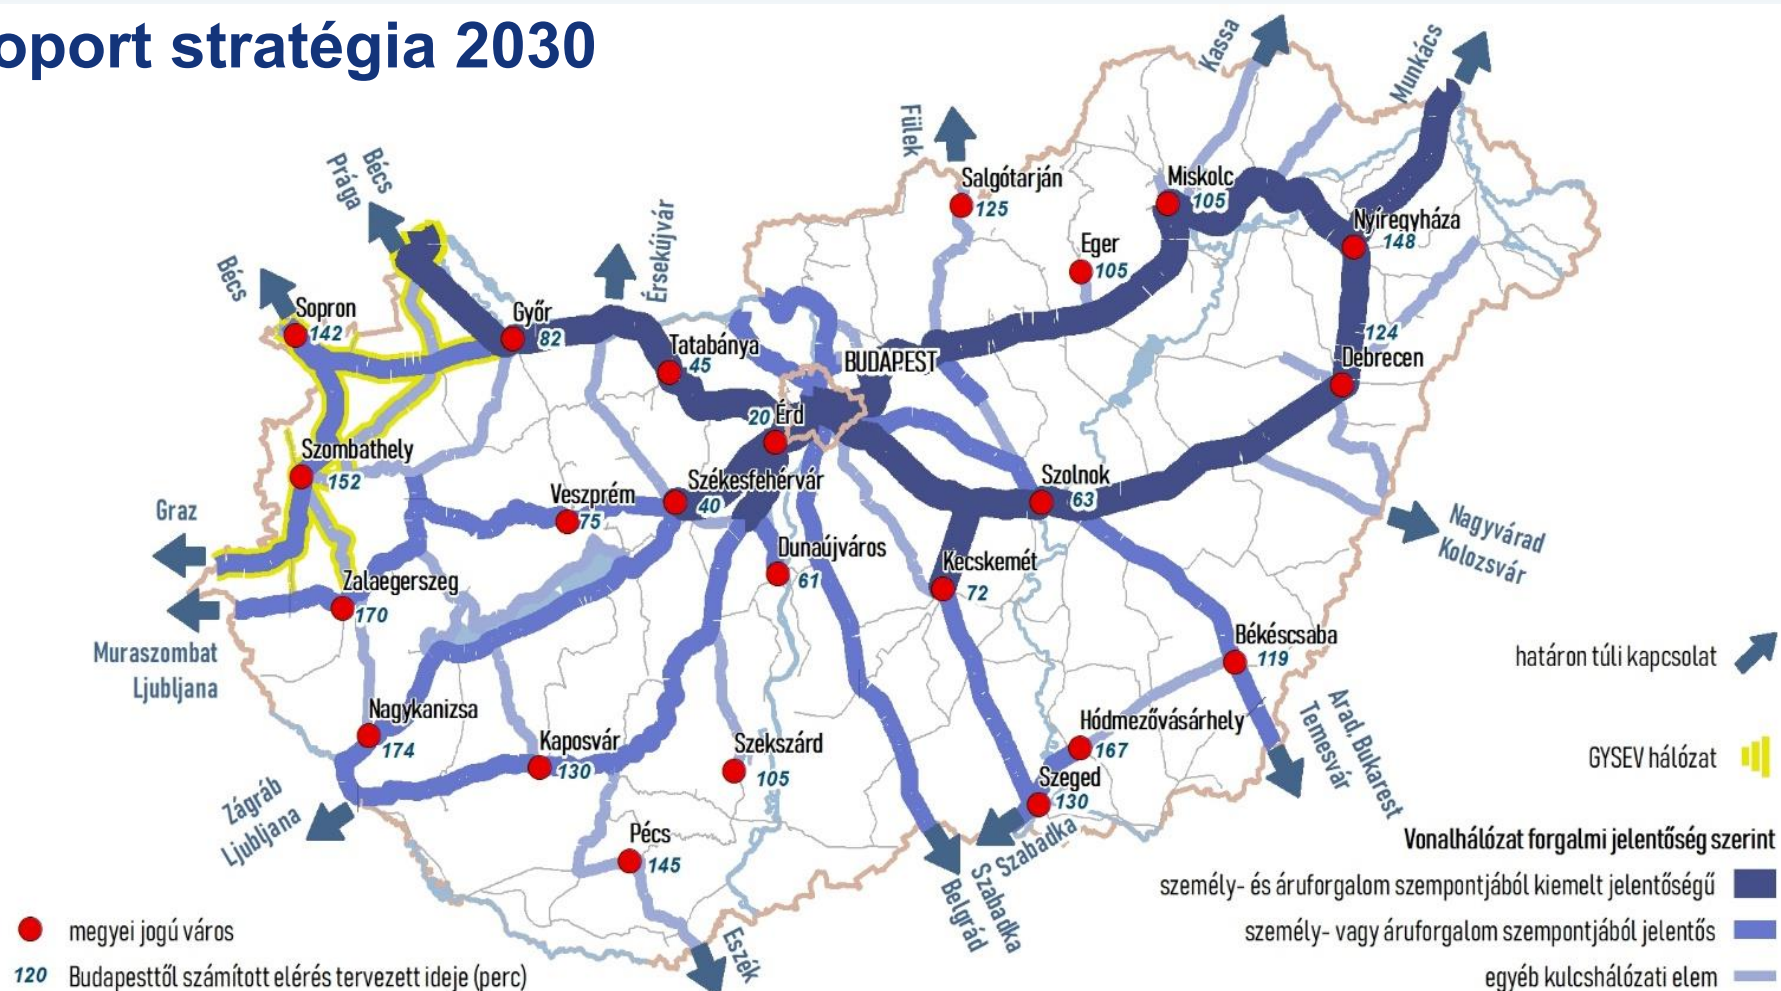 oport stratégia 2030
Kassa
Munkács
Fülek
Bécs
Prága
Bécs
Érsekújvár
Salgótarján
125
Miskolc
105
Nyíregyháza
148
Eger
105
Sopron
142
Győr
82
Tatabánya
45
BUDAPEST
124
Debrecen
20 Érd
Szombathely
152
Veszprém
75
Székesfehérvár
40
Szolnok
63
Graz
Nagyvárad
Kolozsvár
Dunaújváros
61
Kecskemét
72
Zalaegerszeg
170
Muraszombat
Ljubljana
Békéscsaba
119
határon túli kapcsolat
Nagykanizsa
174
Kaposvár
130
Szekszárd
105
Hódmezővásárhely
167
Szeged
130
Arad, Bukarest
Temesvár
GYSEV hálózat
Zágráb
Ljubljana
Pécs
145
Szabadka
Szabadka
Belgrád
Eszék
Vonalhálózat forgalmi jelentőség szerint
személy- és áruforgalom szempontjából kiemelt jelentőségű
személy- vagy áruforgalom szempontjából jelentős
egyéb kulcshálózati elem
megyei jogú város
120 Budapesttől számított elérés tervezett ideje (perc)